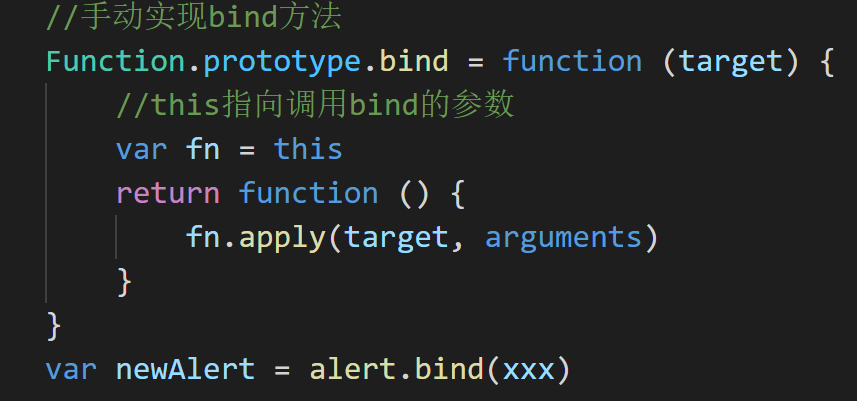 //手动实现bind方法
Function.prototype.bind = function (target) {
    //this指向调用bind的参数
    var fn = this
    return function () {
        fn.apply(target, arguments)
    }
}
var newAlert = alert.bind(xxx)